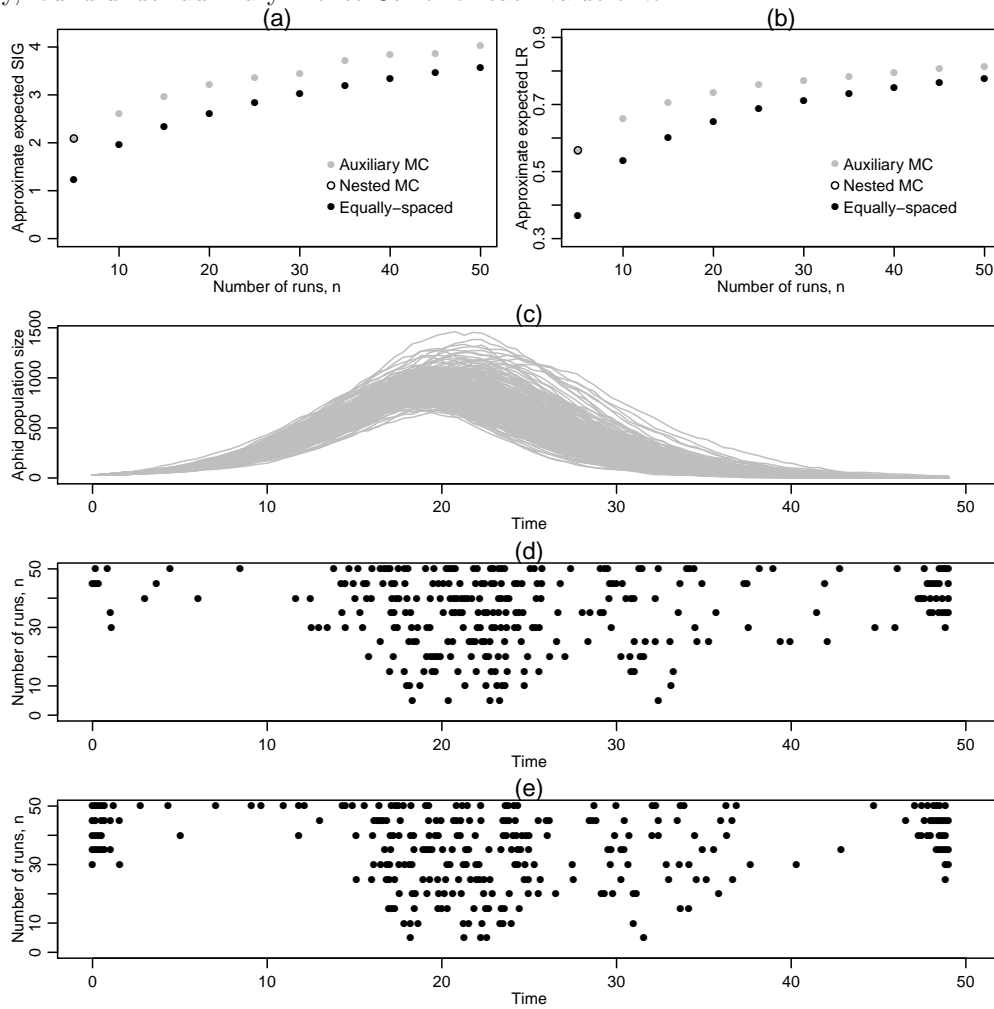 (a)
Approximate expected SIG
4
3
2
1
0
Auxiliary MC
Nested MC
Equally−spaced
10 20 30 40 50
Number of runs, n
(b)
Approximate expected LR
0.9
0.7
0.5
0.3
Auxiliary MC
Nested MC
Equally−spaced
10 20 30 40 50
Number of runs, n
(c)
Aphid population size
1500
1000
500
0
0 10 20 30 40 50
Time
(d)
Number of runs, n
50
30
10
0
0 10 20 30 40 50
Time
(e)
Number of runs, n
50
30
10
0
0 10 20 30 40 50
Time